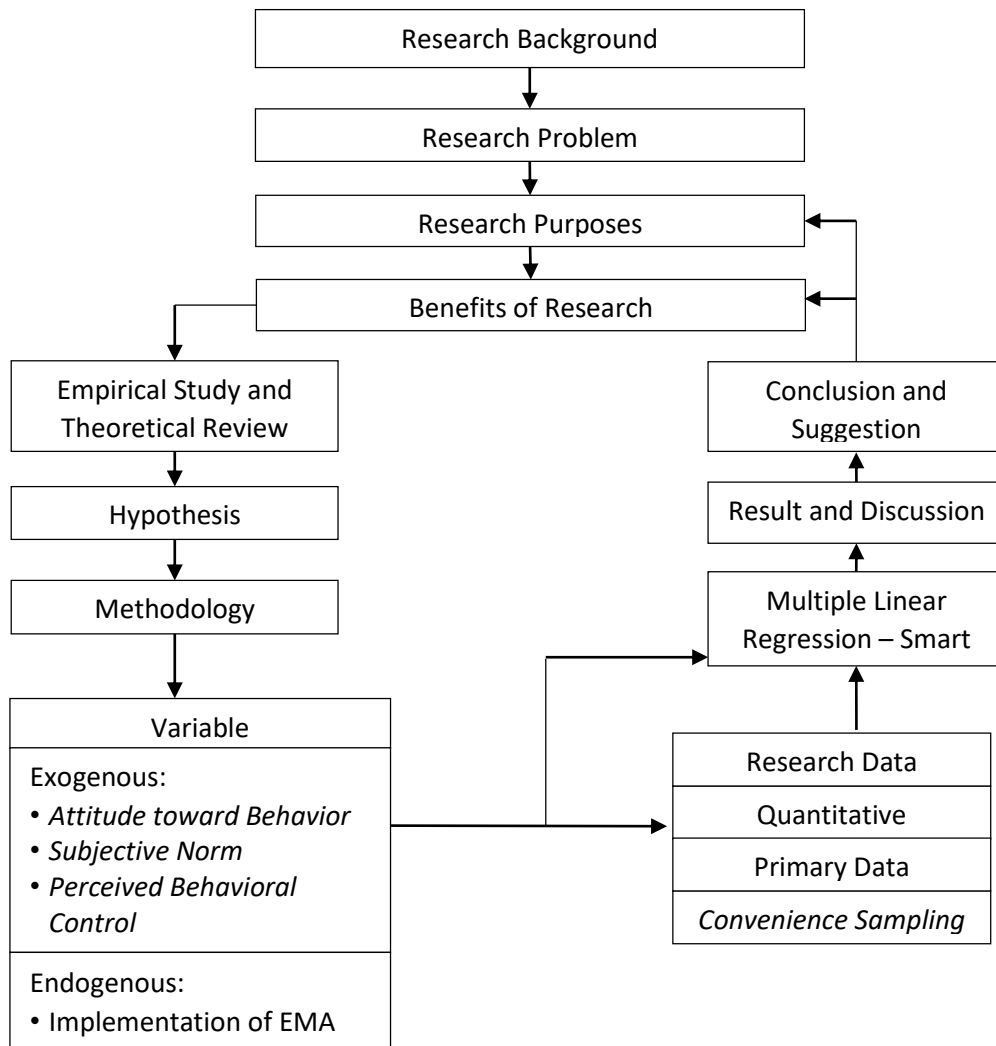 Research Background
Research Problem
Research Purposes
Benefits of Research
Empirical Study and
Theoretical Review
Hypothesis
Methodology
Variable
Exogenous:
• Attitude toward Behavior
• Subjective Norm
• Perceived Behavioral
Control
Endogenous:
• Implementation of EMA
Research Data
Quantitative
Primary Data
Convenience Sampling
Multiple Linear
Regression – Smart
Result and Discussion
Conclusion and
Suggestion